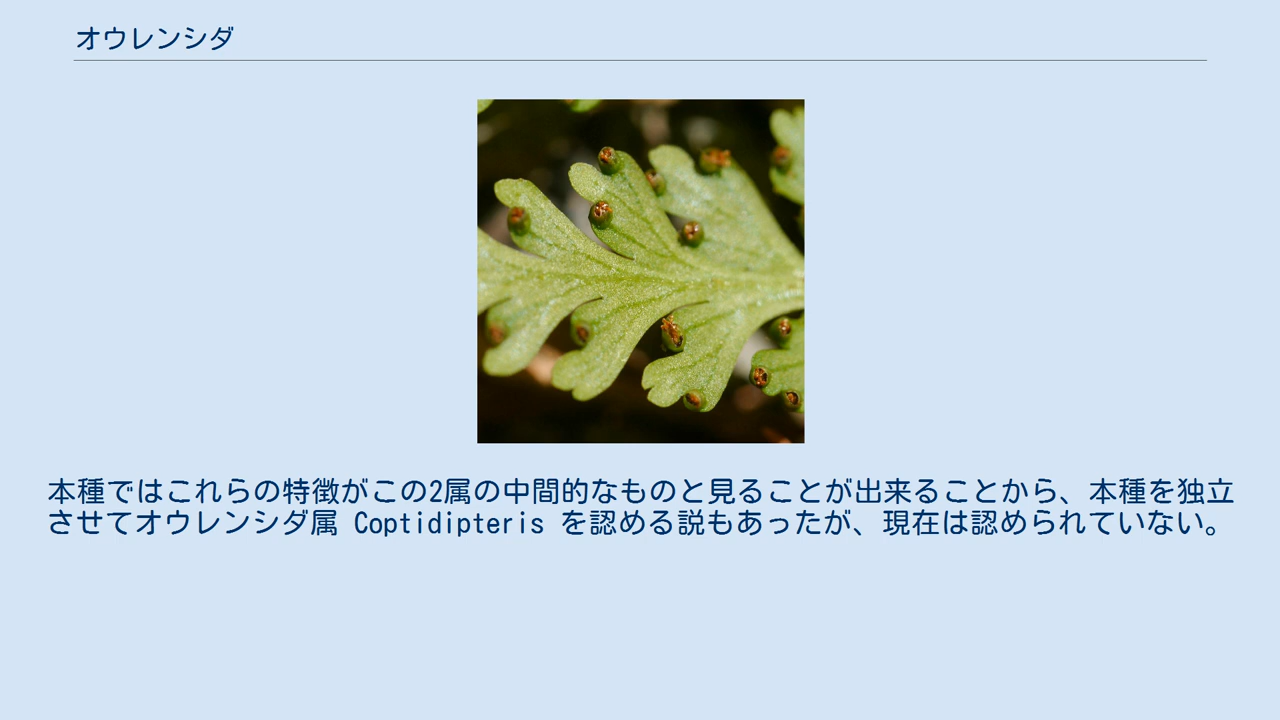 オウレンシダ
本種ではこれらの特徴がこの2属の中間的なものと見ることが出来ることから、本種を独立
させてオウレンシダ属 Coptidipteris を認める説もあったが、現在は認められていない。